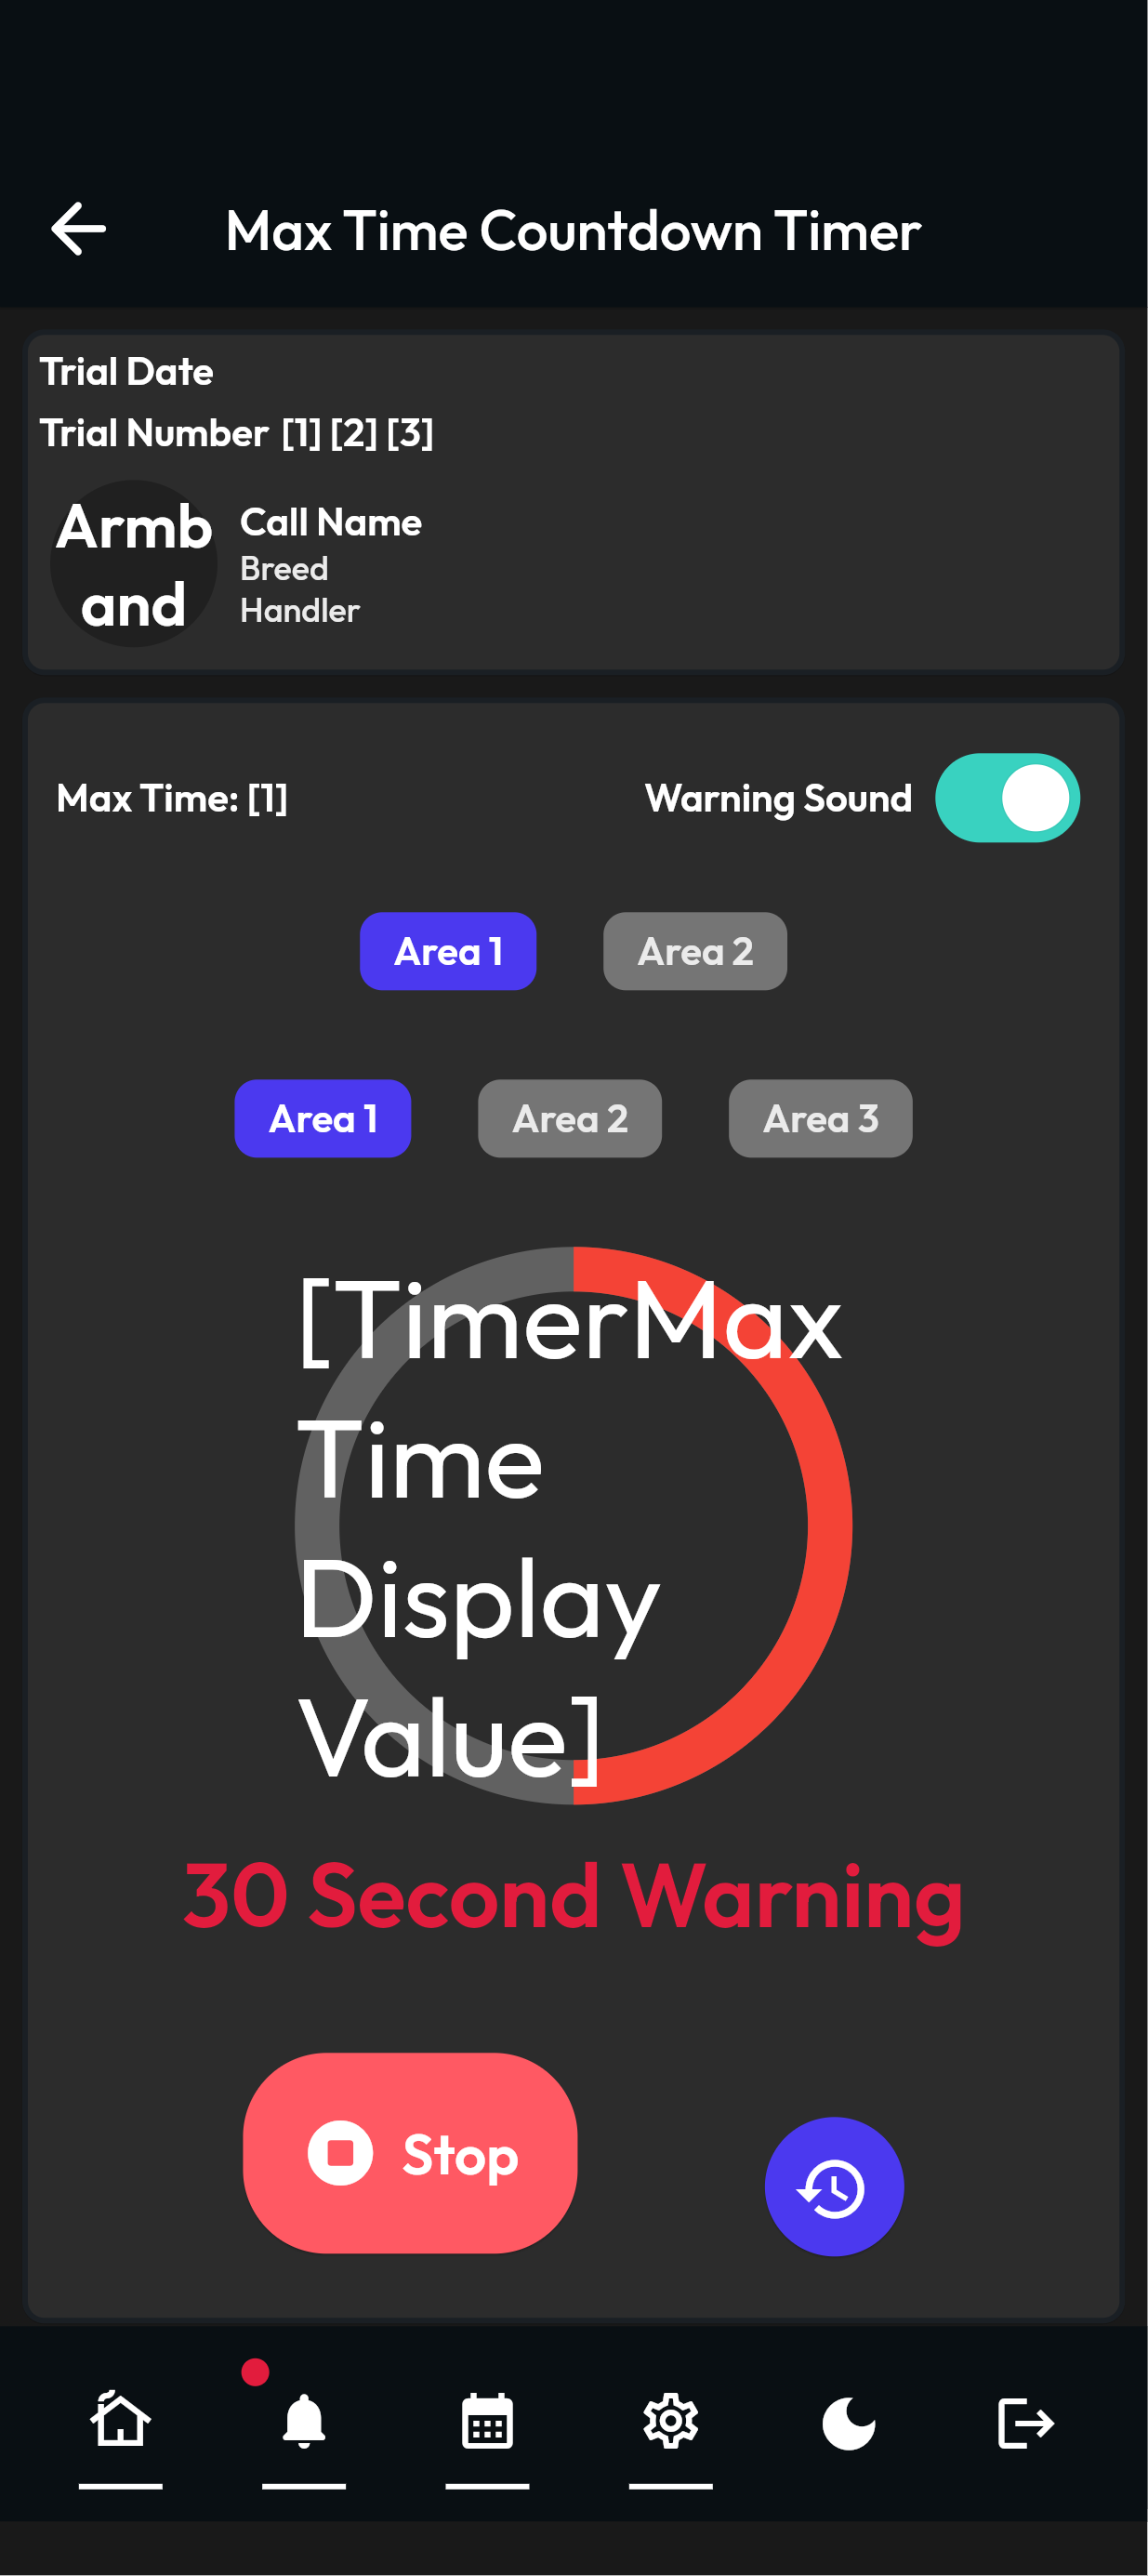 Max Time Countdown Timer
Trial Date
Trial Number [1] [2] [3]
Armb
and
Call Name
Breed
Handler
Max Time: [1]
Warning Sound
Area 1 Area 2
Area 1 Area 2 Area 3
[TimerMax
Time
Display
Value]
30 Second Warning
Stop